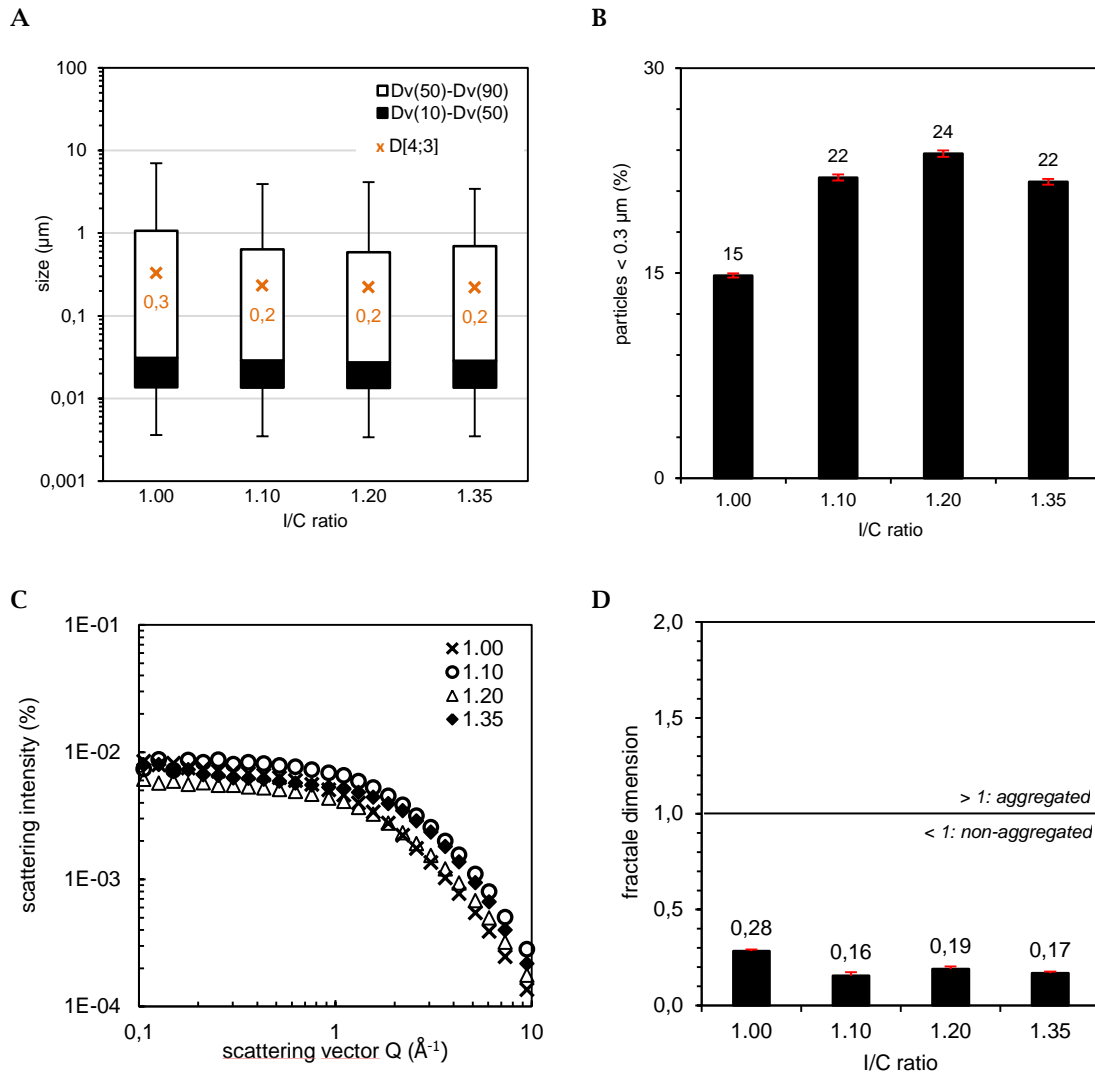 A
100
10
1
0,1
0,01
0,001
size (µm)
Dv(50)-Dv(90)
Dv(10)-Dv(50)
x D[4;3]
0,3
0,2
0,2
0,2
1.00
1.10
1.20
1.35
I/C ratio
B
30
15
0
particles < 0.3 µm (%)
15
22
24
22
1.00
1.10
1.20
1.35
I/C ratio
C
1E-01
1E-02
1E-03
1E-04
scattering intensity (%)
1.00
1.10
1.20
1.35
0,1
1
10
scattering vector Q (Å⁻¹)
D
2,0
1,5
1,0
0,5
0,0
fractale dimension
> 1: aggregated
< 1: non-aggregated
0,28
0,16
0,19
0,17
1.00
1.10
1.20
1.35
I/C ratio